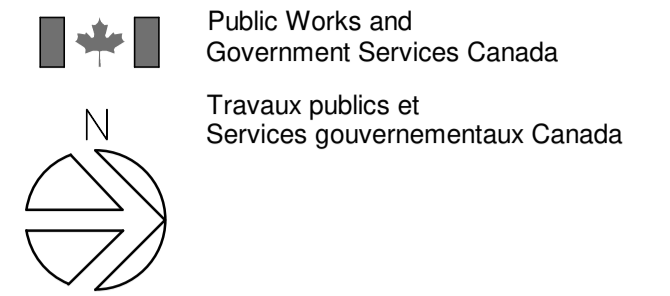 Public Works and
Government Services Canada
Travaux publics et
Services gouvernementaux Canada
N